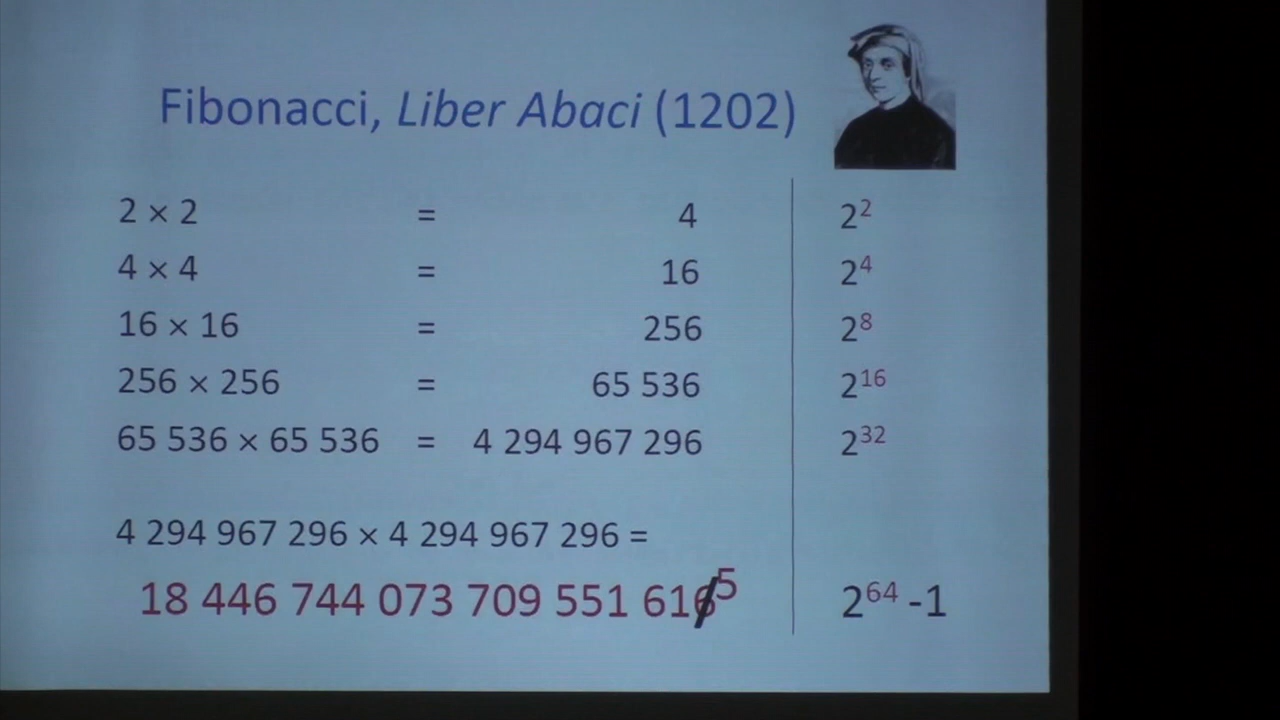 Fibonacci, Liber Abaci (1202)
2 × 2 = 4 2²
4 × 4 = 16 2⁴
16 × 16 = 256 2⁸
256 × 256 = 65 536 2¹⁶
65 536 × 65 536 = 4 294 967 296 2³²
4 294 967 296 × 4 294 967 296 =
18 446 744 073 709 551 616 5 2⁶⁴ -1